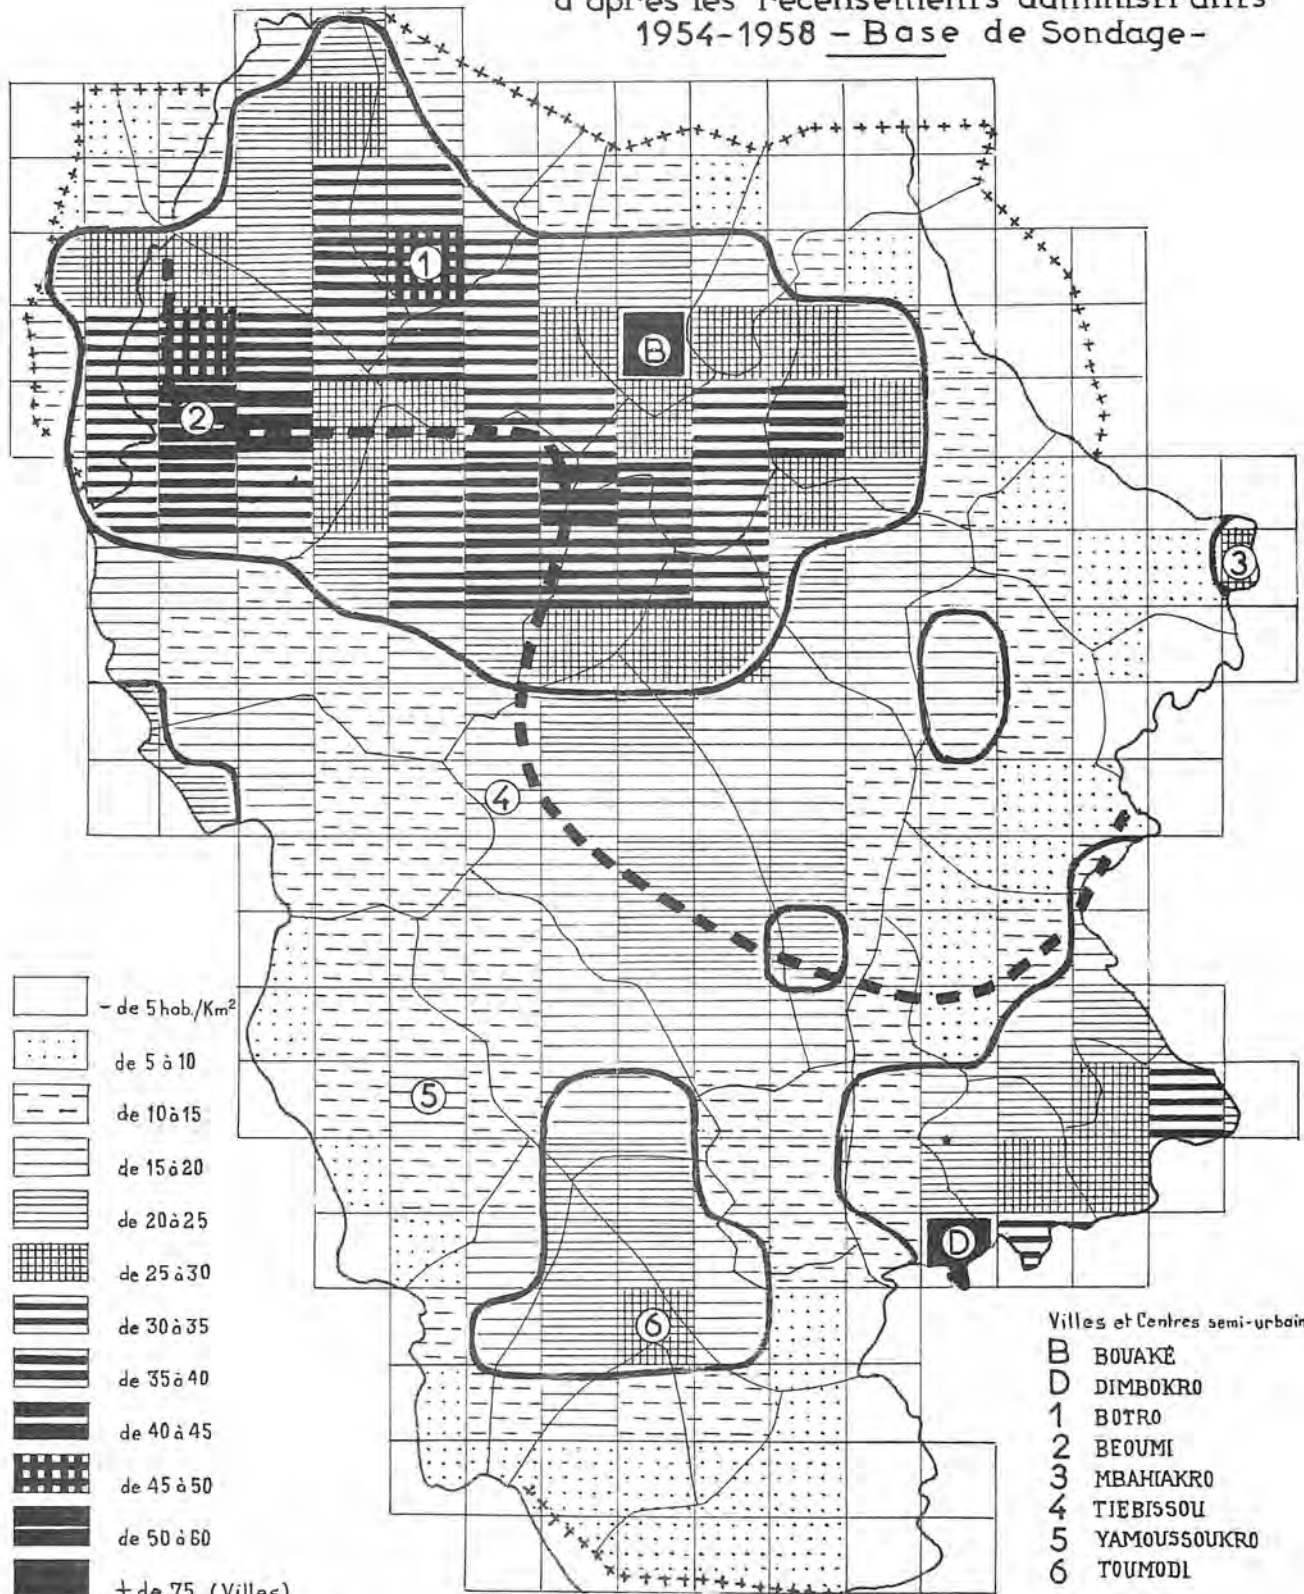 d'après les recensements administratifs
1954-1958 - Base de Sondage-
1
B
2
3
4
5
D
6
- de 5 hab./Km²
de 5 à 10
de 10 à 15
de 15 à 20
de 20 à 25
de 25 à 30
de 30 à 35
de 35 à 40
de 40 à 45
de 45 à 50
de 50 à 60
+ de 75 (Villes)
Villes et Centres semi-urbain
B BOUAKÉ
D DIMBOKRO
1 BOTRO
2 BEOUMI
3 MBAHIAKRO
4 TIEBISSOU
5 YAMOUSSOUKRO
6 TOUMODI